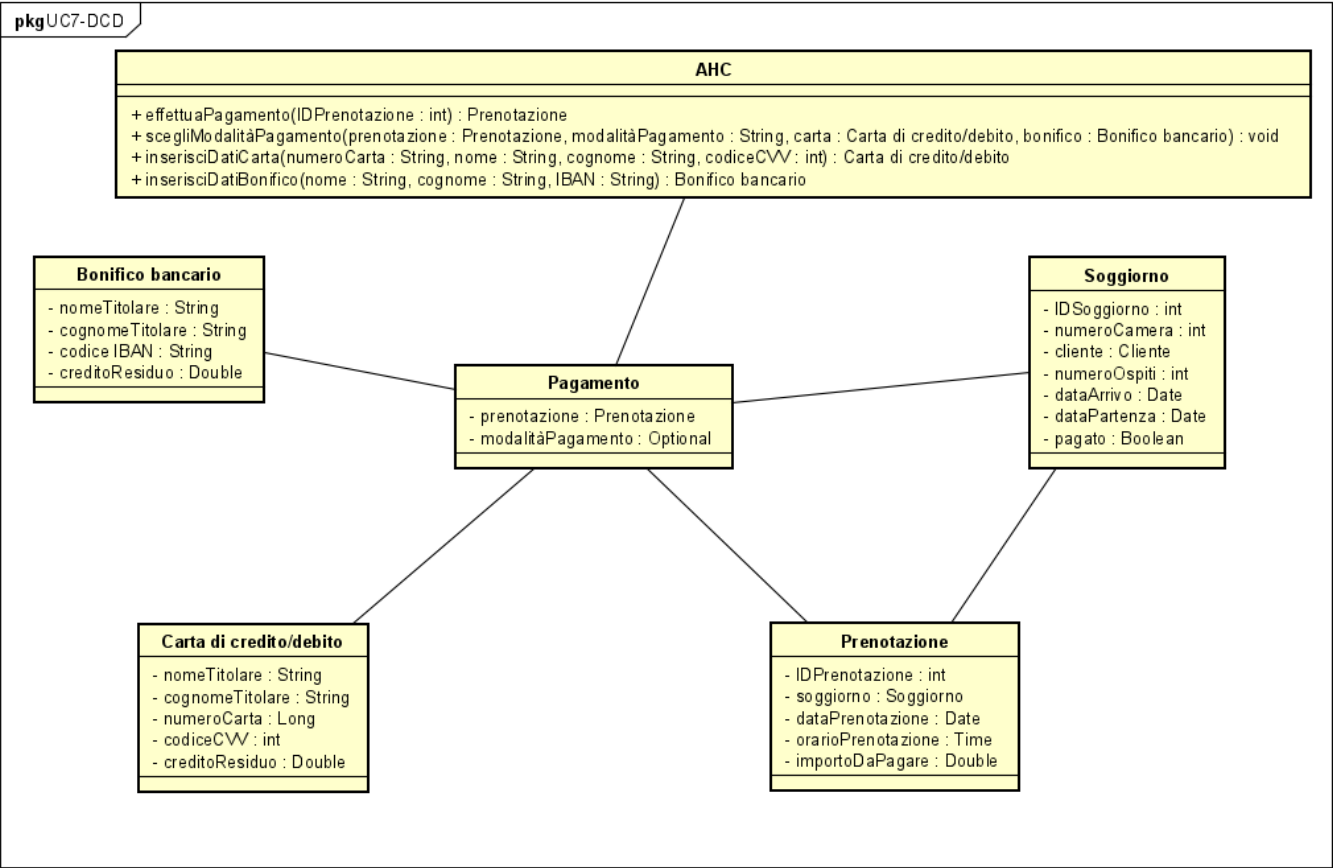 pkg UC7-DCD
AHC
+ effettuaPagamento(IDPrenotazione : int) : Prenotazione
+ scegliModalitàPagamento(prenotazione : Prenotazione, modalitàPagamento : String, carta : Carta di credito/debito, bonifico : Bonifico bancario) : void
+ inserisciDatiCarta(numeroCarta : String, nome : String, cognome : String, codiceCVV : int) : Carta di credito/debito
+ inserisciDatiBonifico(nome : String, cognome : String, IBAN : String) : Bonifico bancario
Bonifico bancario
- nomeTitolare : String
- cognomeTitolare : String
- codice IBAN : String
- creditoResiduo : Double
Soggiorno
- IDSoggiorno : int
- numeroCamera : int
- cliente : Cliente
- numeroOspiti : int
- dataArrivo : Date
- dataPartenza : Date
- pagato : Boolean
Pagamento
- prenotazione : Prenotazione
- modalitàPagamento : Optional
Carta di credito/debito
- nomeTitolare : String
- cognomeTitolare : String
- numeroCarta : Long
- codiceCVV : int
- creditoResiduo : Double
Prenotazione
- IDPrenotazione : int
- soggiorno : Soggiorno
- dataPrenotazione : Date
- orarioPrenotazione : Time
- importoDaPagare : Double